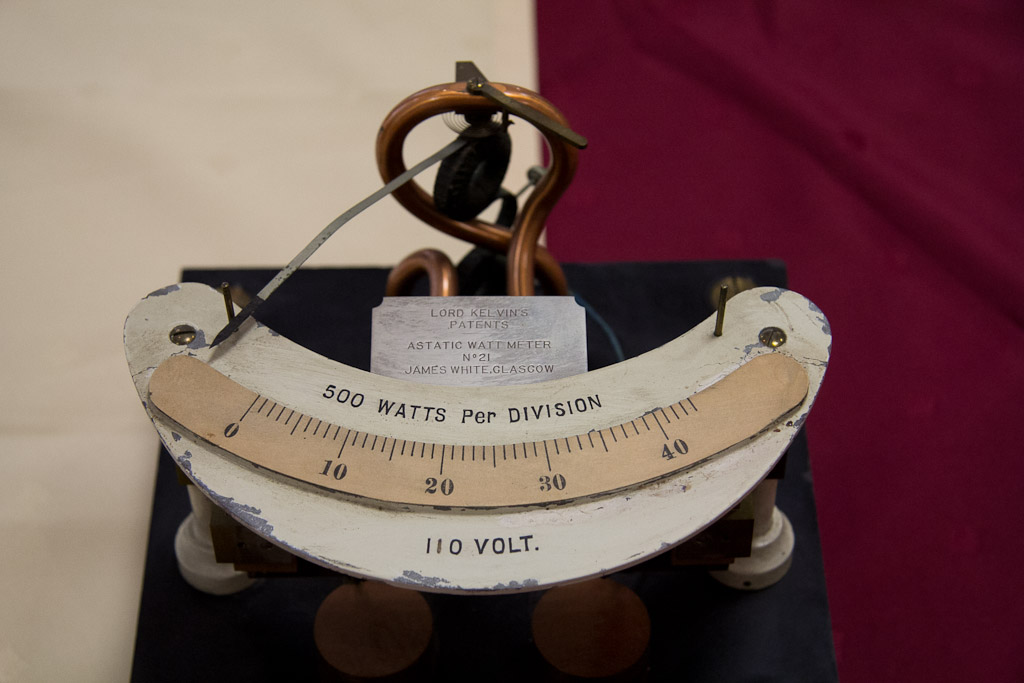 LORD KELVIN'S
PATENTS
ASTATIC WATT METER
Nº21
JAMES WHITE, GLASGOW
500 WATTS Per DIVISION
0 10 20 30 40
110 VOLT.